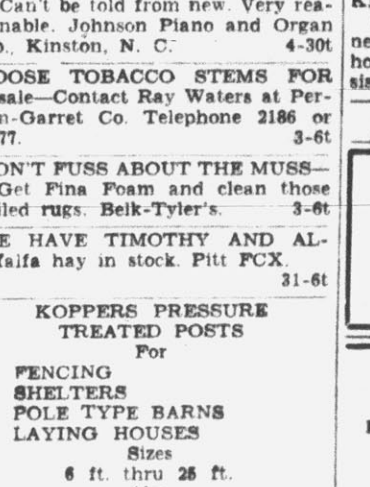 Can't be told from new. Very rea-
nable. Johnson Piano and Organ
o., Kinston, N. C. 4-30t
OOSE TOBACCO STEMS FOR
sale—Contact Ray Waters at Per-
n-Garret Co. Telephone 2186 or
77. 3-6t
ON'T FUSS ABOUT THE MUSS—
Get Fina Foam and clean those
iled rugs. Belk-Tyler's. 3-6t
E HAVE TIMOTHY AND AL-
falfa hay in stock. Pitt FCX.
31-6t
KOPPERS PRESSURE
TREATED POSTS
For
FENCING
SHELTERS
POLE TYPE BARNS
LAYING HOUSES
Sizes
6 ft. thru 25 ft.
ne
ho
sis